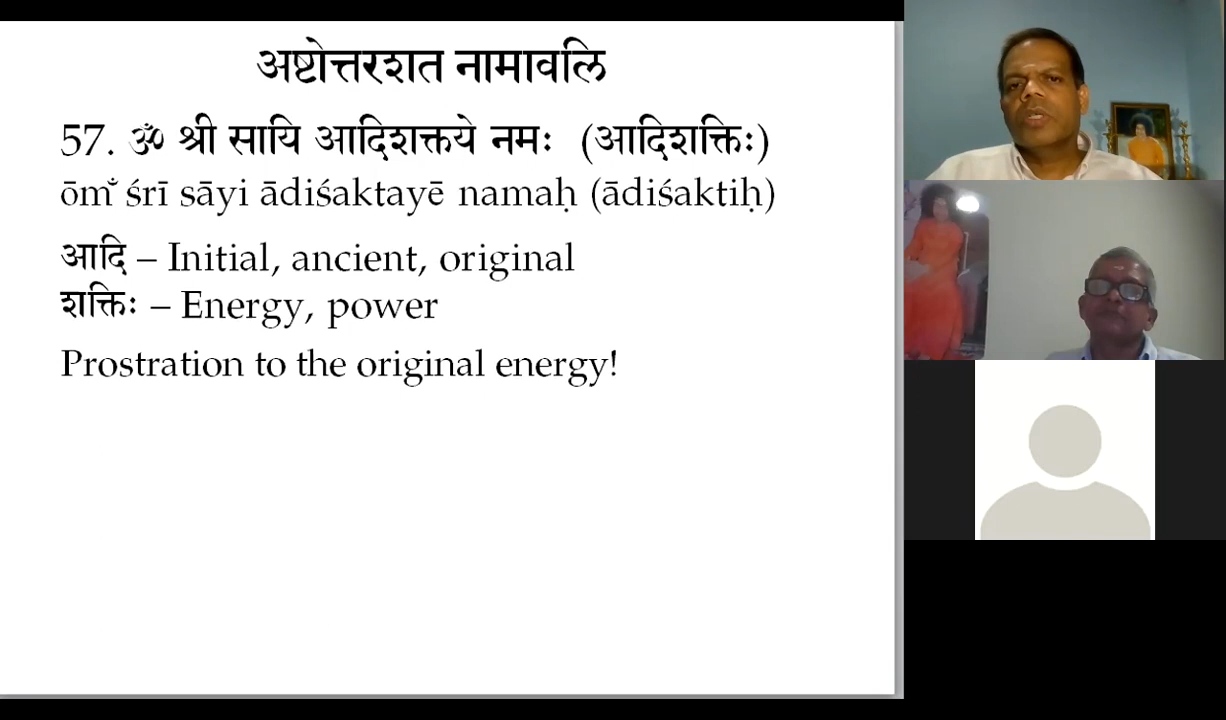 अष्टोत्तरशत नामावलि
57. ॐ श्री सायि आदिशक्तये नमः (आदिशक्तिः)
ōm̐ śrī sāyi ādiśaktayē namaḥ (ādiśaktiḥ)
आदि – Initial, ancient, original
शक्तिः – Energy, power
Prostration to the original energy!